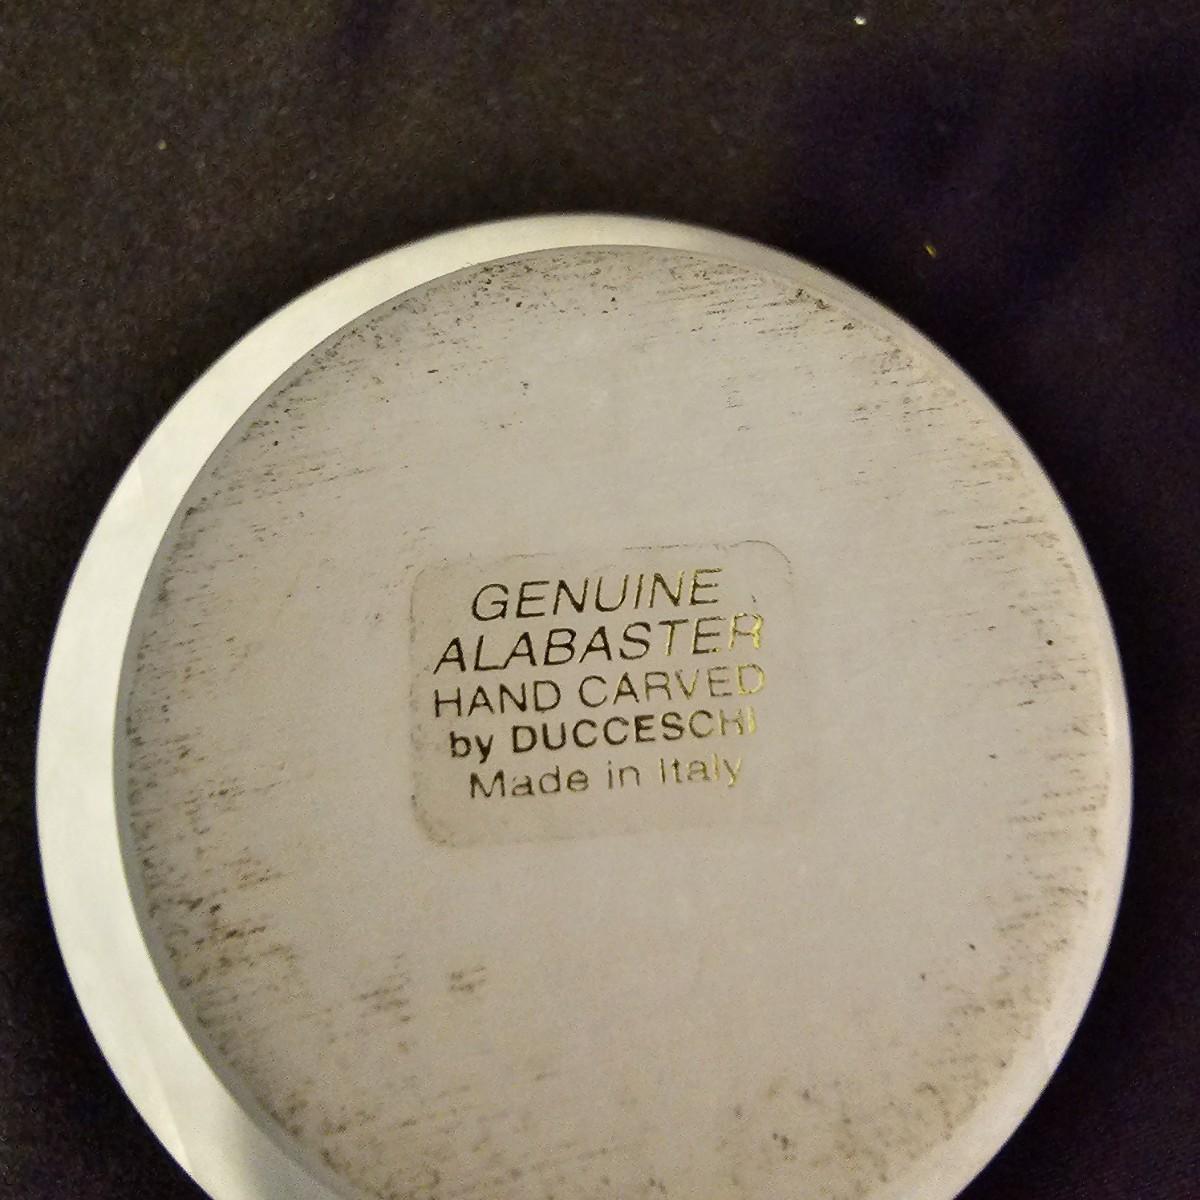 GENUINE
ALABASTER
HAND CARVED
by DUCCESCHI
Made in Italy